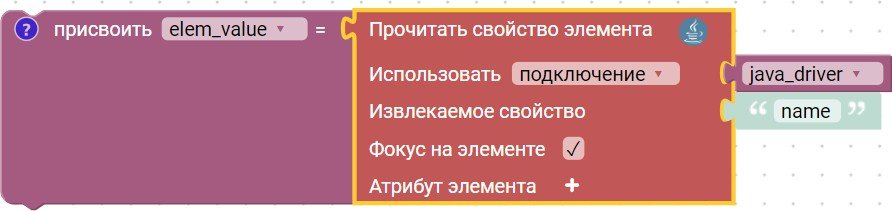 ? присвоить elem_value ▾ = Прочитать свойство элемента
Использовать подключение ▾ java_driver ▾
Извлекаемое свойство “ name ”
Фокус на элементе ✓
Атрибут элемента +